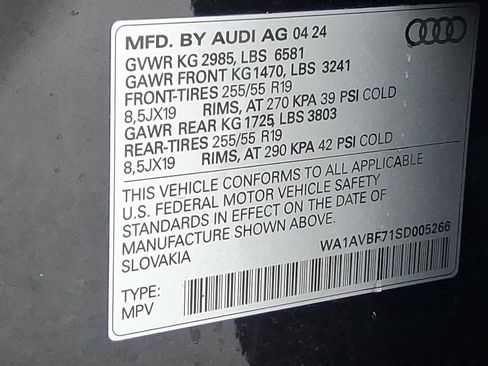 MFD. BY AUDI AG 04 24
GVWR KG 2985, LBS 6581
GAWR FRONT KG1470, LBS 3241
FRONT-TIRES 255/55 R19
8,5JX19 RIMS, AT 270 KPA 39 PSI COLD
GAWR REAR KG 1725 LBS 3803
REAR-TIRES 255/55 R19
8,5JX19 RIMS, AT 290 KPA 42 PSI COLD
THIS VEHICLE CONFORMS TO ALL APPLICABLE
U.S. FEDERAL MOTOR VEHICLE SAFETY
STANDARDS IN EFFECT ON THE DATE OF
MANUFACTURE SHOWN ABOVE.
SLOVAKIA WA1AVBF71SD005266
TYPE:
MPV